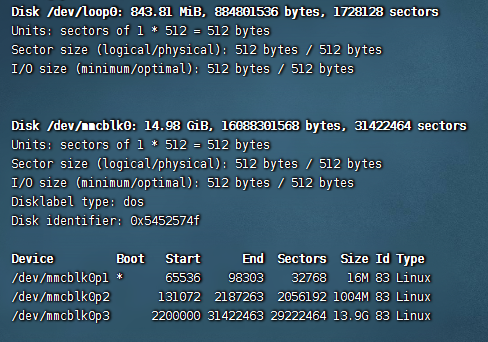 Disk /dev/loop0: 843.81 MiB, 884801536 bytes, 1728128 sectors
Units: sectors of 1 * 512 = 512 bytes
Sector size (logical/physical): 512 bytes / 512 bytes
I/O size (minimum/optimal): 512 bytes / 512 bytes
Disk /dev/mmcblk0: 14.98 GiB, 16088301568 bytes, 31422464 sectors
Units: sectors of 1 * 512 = 512 bytes
Sector size (logical/physical): 512 bytes / 512 bytes
I/O size (minimum/optimal): 512 bytes / 512 bytes
Disklabel type: dos
Disk identifier: 0x5452574f
Device Boot Start End Sectors Size Id Type
/dev/mmcblk0p1 * 65536 98303 32768 16M 83 Linux
/dev/mmcblk0p2 131072 2187263 2056192 1004M 83 Linux
/dev/mmcblk0p3 2200000 31422463 29222464 13.9G 83 Linux